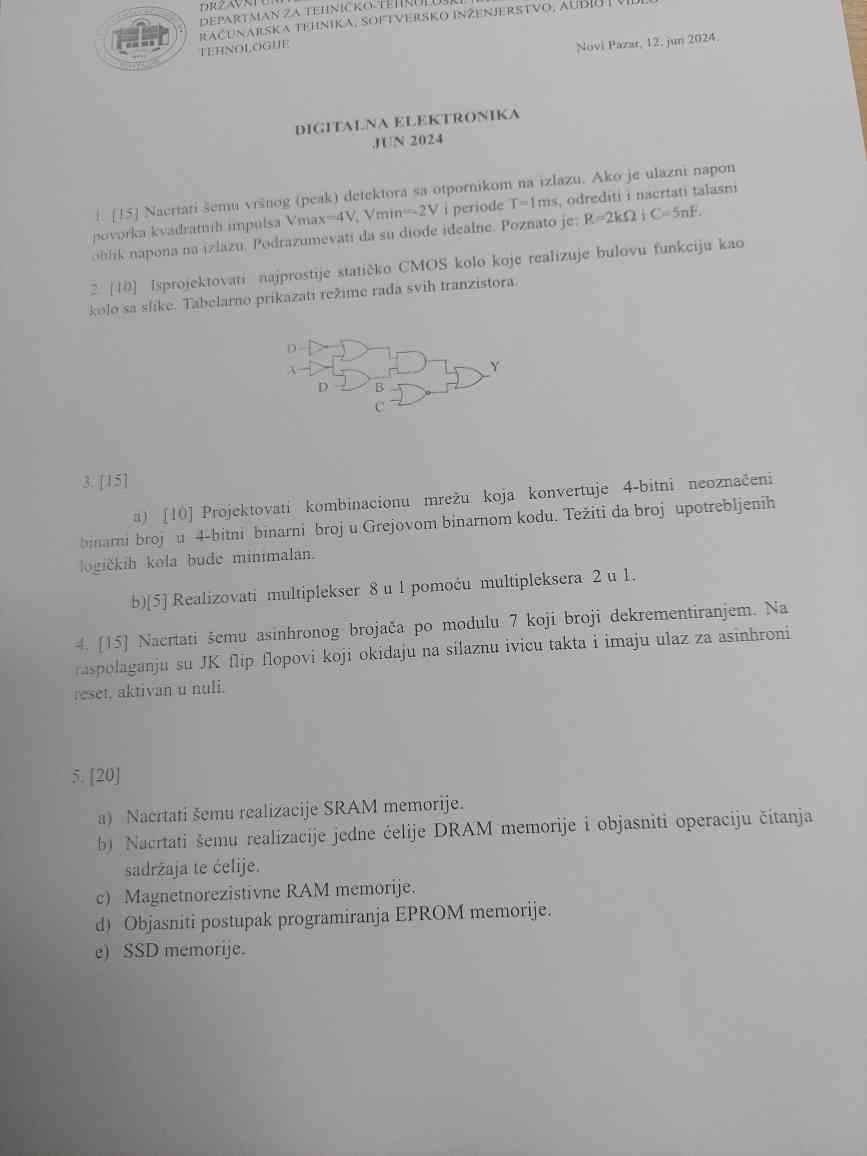 DEPARTMAN ZA TEHNIČKO-TEHNOLOŠKE
RAČUNARSKA TEHNIKA, SOFTVERSKO INŽENJERSTVO, AUDIO I VIDEO
TEHNOLOGIJE
Novi Pazar, 12. jun 2024.
DIGITALNA ELEKTRONIKA
JUN 2024
1. [15] Nacrtati šemu vršnog (peak) detektora sa otpornikom na izlazu. Ako je ulazni napon
povorka kvadratnih impulsa Vmax=4V, Vmin=-2V i periode T=1ms, odrediti i nacrtati talasni
oblik napona na izlazu. Podrazumevati da su diode idealne. Poznato je: R=2kΩ i C=5nF.
2. [10] Isprojektovati najprostije statičko CMOS kolo koje realizuje bulovu funkciju kao
kolo sa slike. Tabelarno prikazati režime rada svih tranzistora.
D
A
D
B
C
Y
3. [15]
a) [10] Projektovati kombinacionu mrežu koja konvertuje 4-bitni neoznačeni
binarni broj u 4-bitni binarni broj u Grejovom binarnom kodu. Težiti da broj upotrebljenih
logičkih kola bude minimalan.
b)[5] Realizovati multiplekser 8 u 1 pomoću multipleksera 2 u 1.
4. [15] Nacrtati šemu asinhronog brojača po modulu 7 koji broji dekrementiranjem. Na
raspolaganju su JK flip flopovi koji okidaju na silaznu ivicu takta i imaju ulaz za asinhroni
reset, aktivan u nuli.
5. [20]
a) Nacrtati šemu realizacije SRAM memorije.
b) Nacrtati šemu realizacije jedne ćelije DRAM memorije i objasniti operaciju čitanja
sadržaja te ćelije.
c) Magnetnorezistivne RAM memorije.
d) Objasniti postupak programiranja EPROM memorije.
e) SSD memorije.